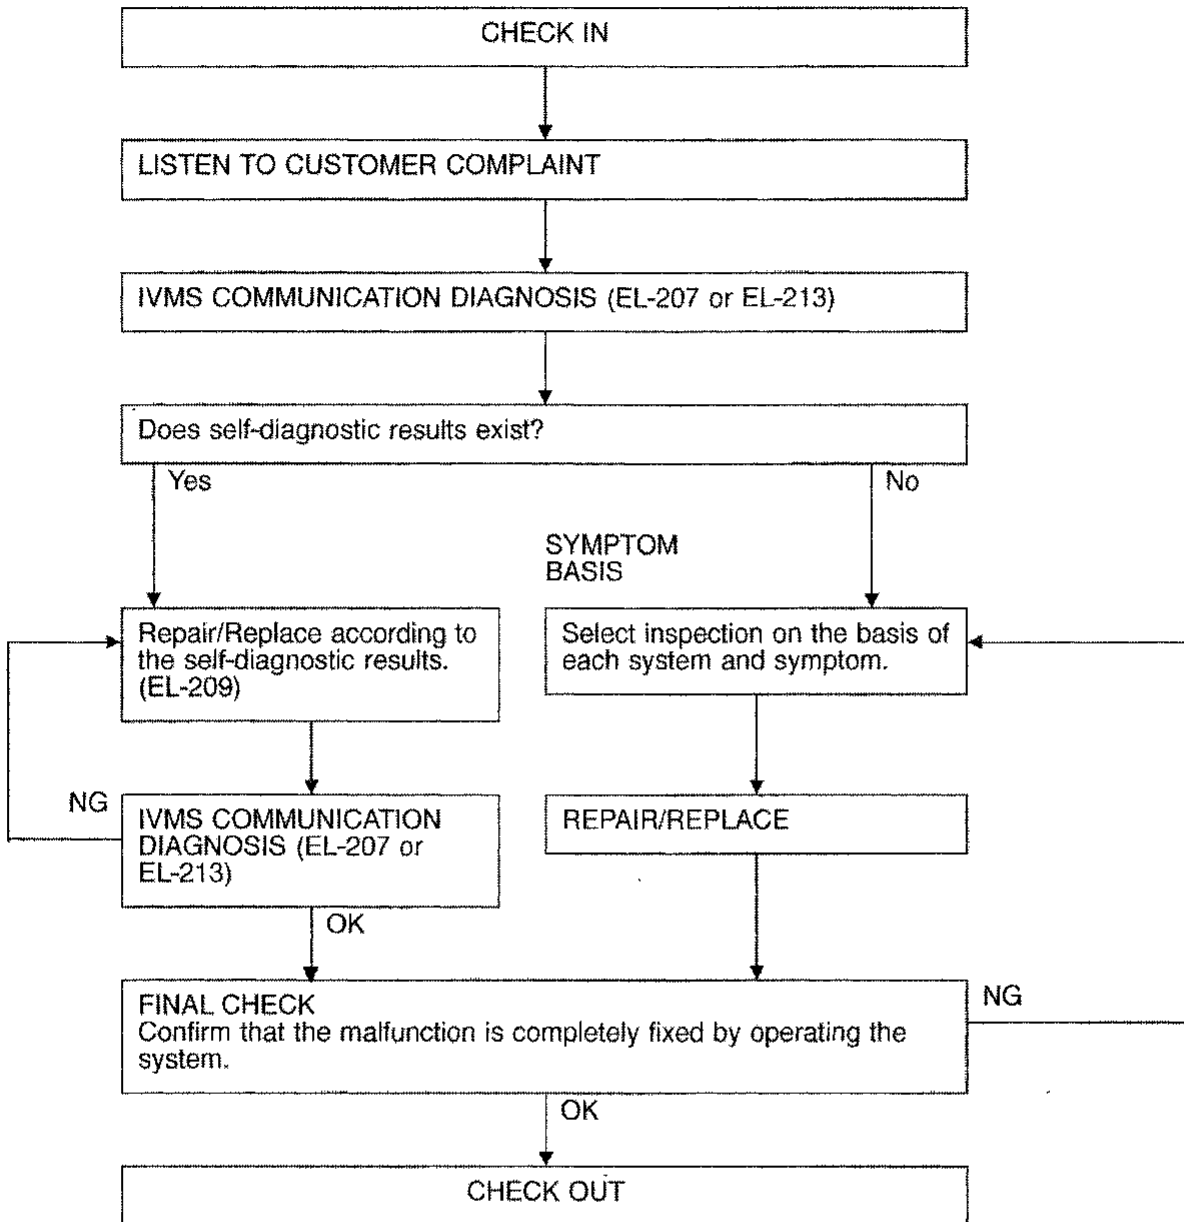 CHECK IN
LISTEN TO CUSTOMER COMPLAINT
IVMS COMMUNICATION DIAGNOSIS (EL-207 or EL-213)
Does self-diagnostic results exist?
Yes
No
SYMPTOM
BASIS
Repair/Replace according to
the self-diagnostic results.
(EL-209)
Select inspection on the basis of
each system and symptom.
NG
IVMS COMMUNICATION
DIAGNOSIS (EL-207 or
EL-213)
REPAIR/REPLACE
OK
FINAL CHECK
Confirm that the malfunction is completely fixed by operating the
system.
NG
OK
CHECK OUT